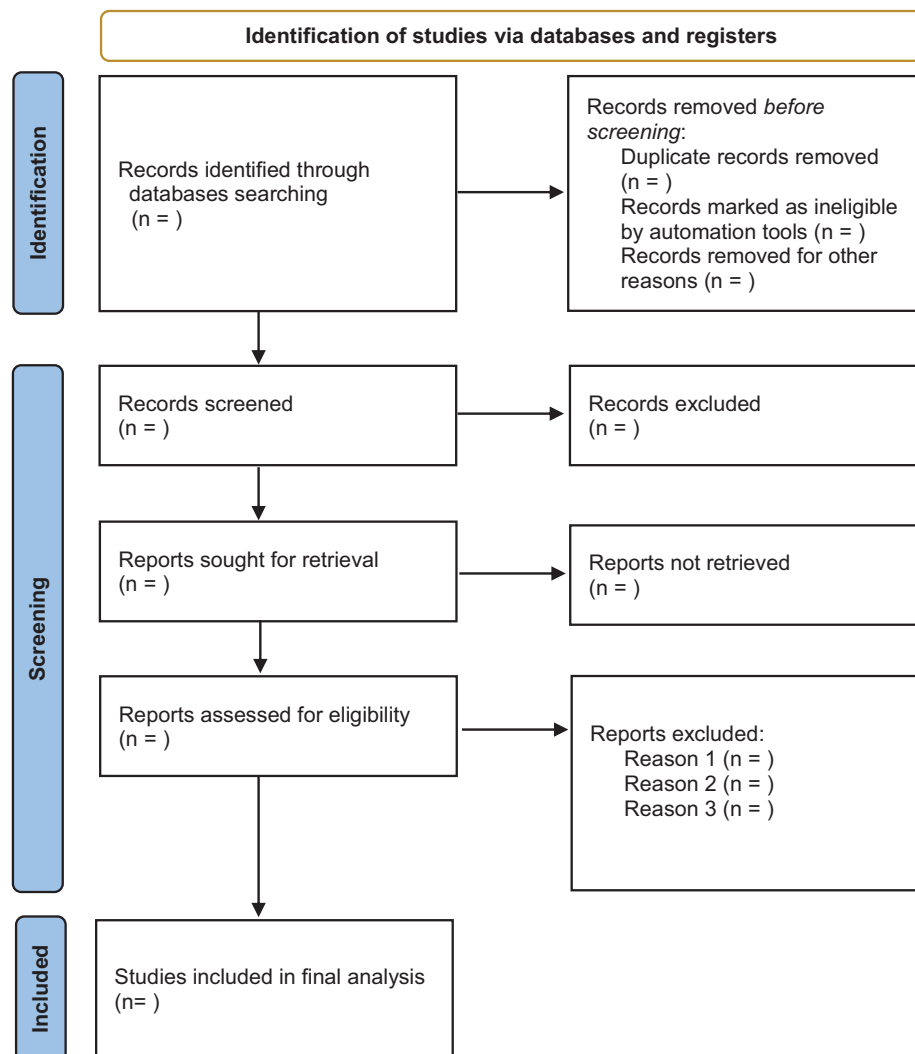 Identification of studies via databases and registers
Identification
Records identified through
databases searching
(n = )
Records removed before
screening:
Duplicate records removed
(n = )
Records marked as ineligible
by automation tools (n = )
Records removed for other
reasons (n = )
Screening
Records screened
(n = )
Records excluded
(n = )
Reports sought for retrieval
(n = )
Reports not retrieved
(n = )
Reports assessed for eligibility
(n = )
Reports excluded:
Reason 1 (n = )
Reason 2 (n = )
Reason 3 (n = )
Included
Studies included in final analysis
(n= )